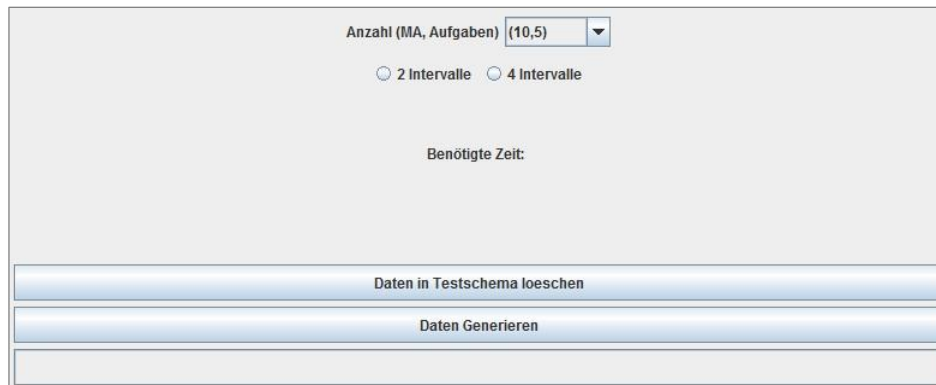 Anzahl (MA, Aufgaben) (10,5)
2 Intervalle 4 Intervalle
Benötigte Zeit:
Daten in Testschema loeschen
Daten Generieren